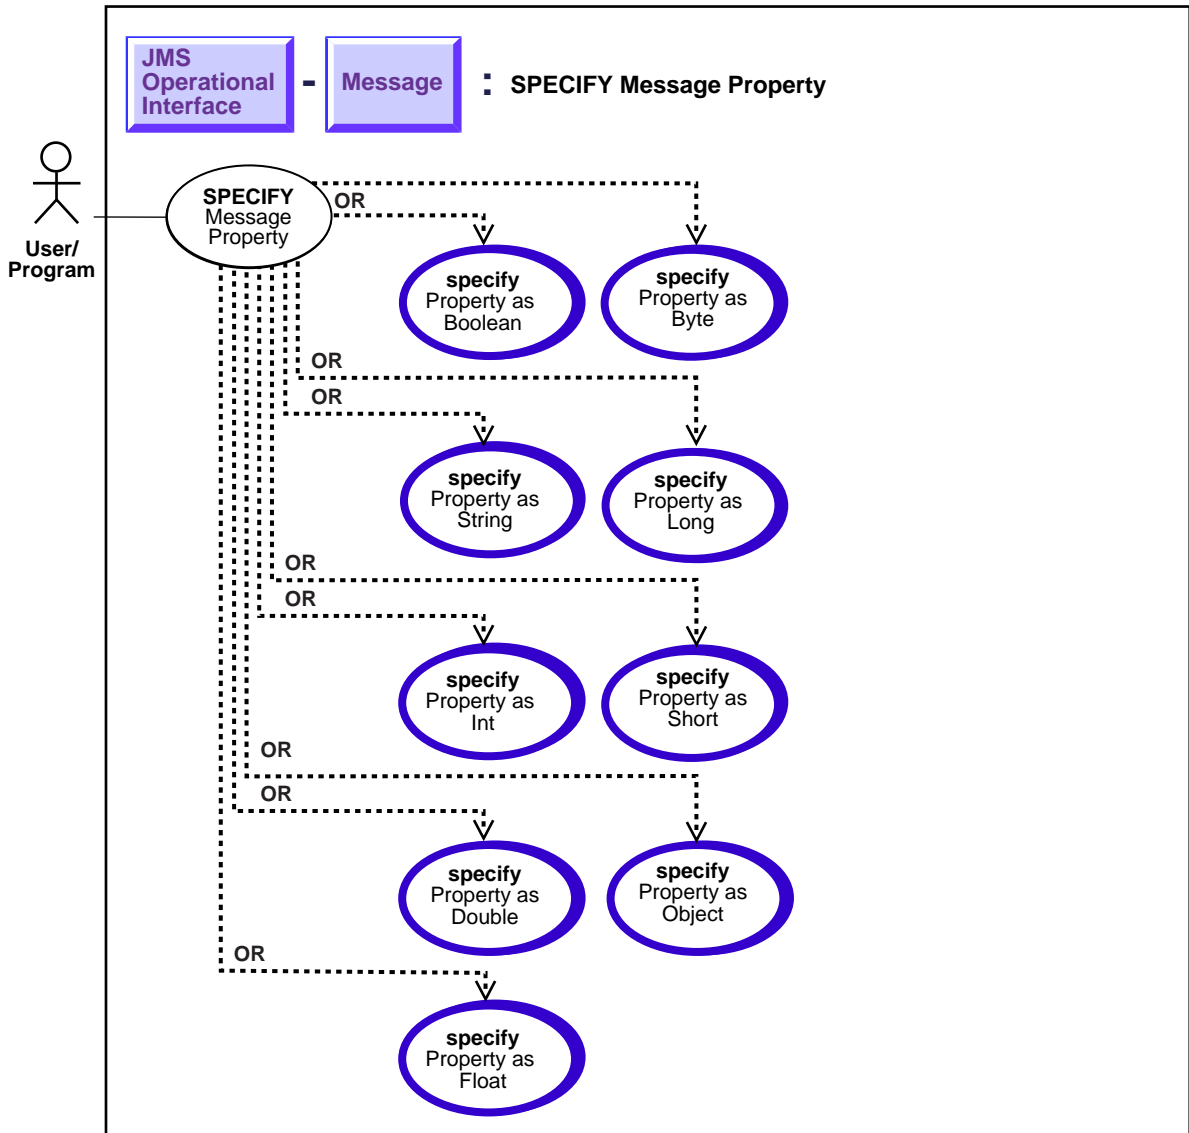 JMS
Operational
Interface
-
Message
:
SPECIFY Message Property
User/
Program
SPECIFY
Message
Property
OR
specify
Property as
Boolean
specify
Property as
Byte
OR
OR
specify
Property as
String
specify
Property as
Long
OR
OR
specify
Property as
Int
specify
Property as
Short
OR
OR
specify
Property as
Double
specify
Property as
Object
OR
specify
Property as
Float